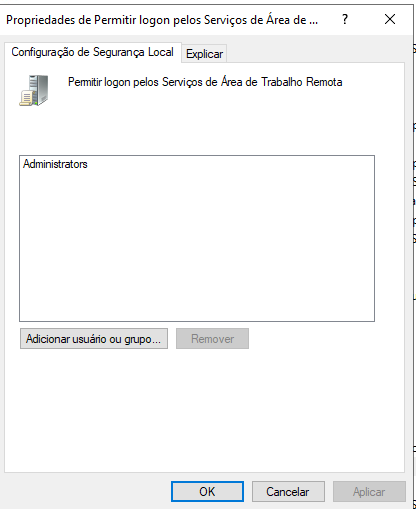 Propriedades de Permitir logon pelos Serviços de Área de ...
?
Configuração de Segurança Local
Explicar
Permitir logon pelos Serviços de Área de Trabalho Remota
Administrators
Adicionar usuário ou grupo...
Remover
OK
Cancelar
Aplicar